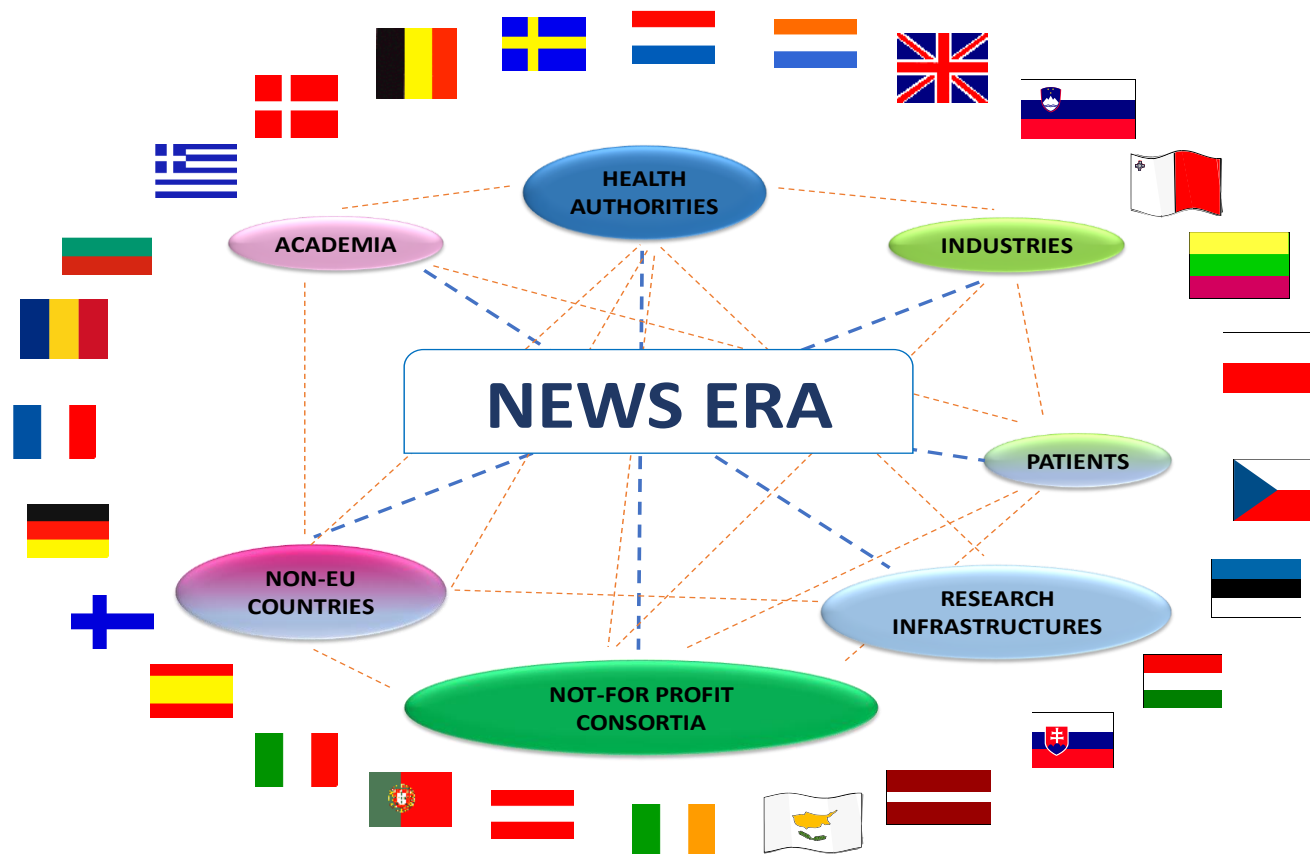 HEALTH
AUTHORITIES
ACADEMIA
INDUSTRIES
NEWS ERA
PATIENTS
NON-EU
COUNTRIES
RESEARCH
INFRASTRUCTURES
NOT-FOR PROFIT
CONSORTIA